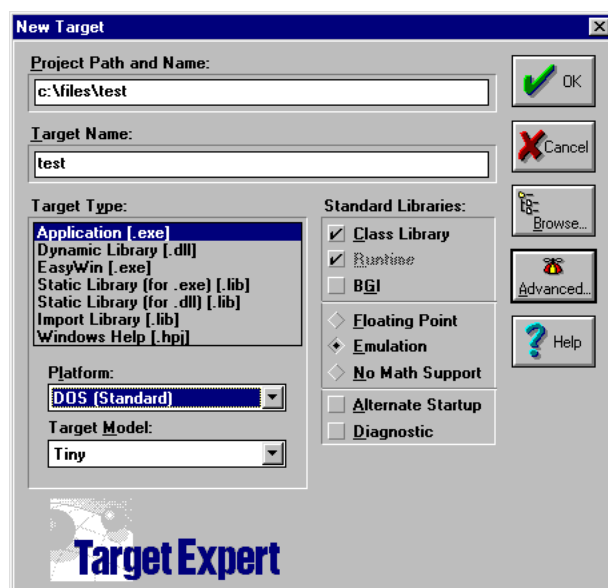 New Target
Project Path and Name:
c:\files\test
Target Name:
test
Target Type:
Application [.exe]
Dynamic Library [.dll]
EasyWin [.exe]
Static Library (for .exe) [.lib]
Static Library (for .dll) [.lib]
Import Library [.lib]
Windows Help [.hpj]
Platform:
DOS (Standard)
Target Model:
Tiny
Standard Libraries:
Class Library
Runtime
BGI
Floating Point
Emulation
No Math Support
Alternate Startup
Diagnostic
OK
Cancel
Browse...
Advanced...
Help
Target Expert